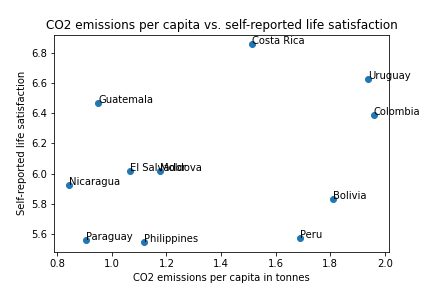 CO2 emissions per capita vs. self-reported life satisfaction
Costa Rica
6.8
Uruguay
6.6
Guatemala
6.4
Colombia
6.2
El Salvador
Moldova
6.0
Nicaragua
Bolivia
5.8
Paraguay
Philippines
Peru
5.6
Self-reported life satisfaction
0.8 1.0 1.2 1.4 1.6 1.8 2.0
CO2 emissions per capita in tonnes